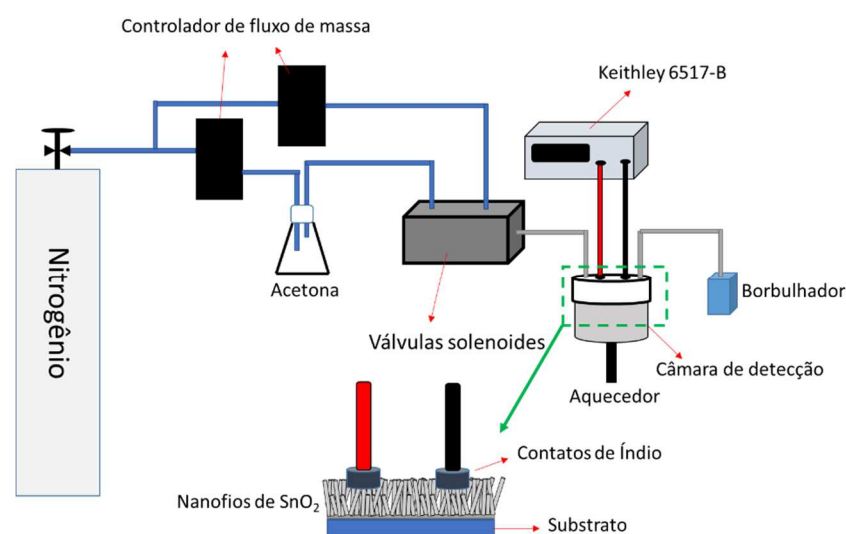 Controlador de fluxo de massa
Keithley 6517-B
Nitrogênio
Acetona
Borbulhador
Válvulas solenoides
Câmara de detecção
Aquecedor
Contatos de Índio
Nanofios de SnO₂
Substrato